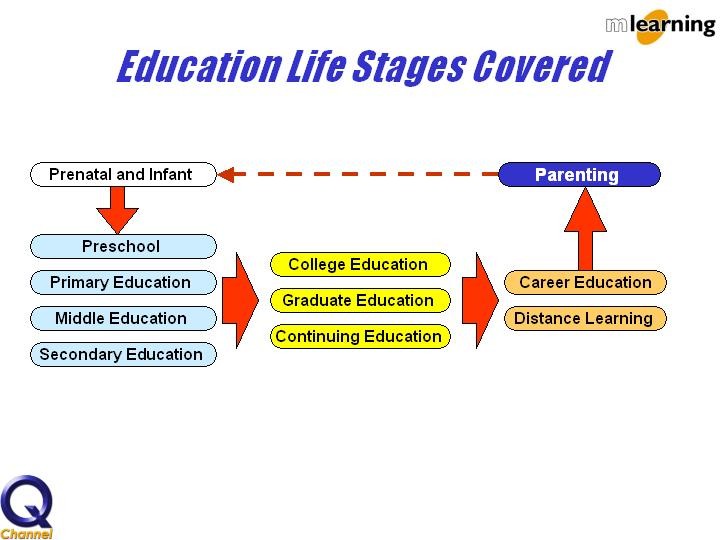 mlearning
Education Life Stages Covered
Prenatal and Infant
Parenting
Preschool
Primary Education
Middle Education
Secondary Education
College Education
Graduate Education
Continuing Education
Career Education
Distance Learning
Q
Channel